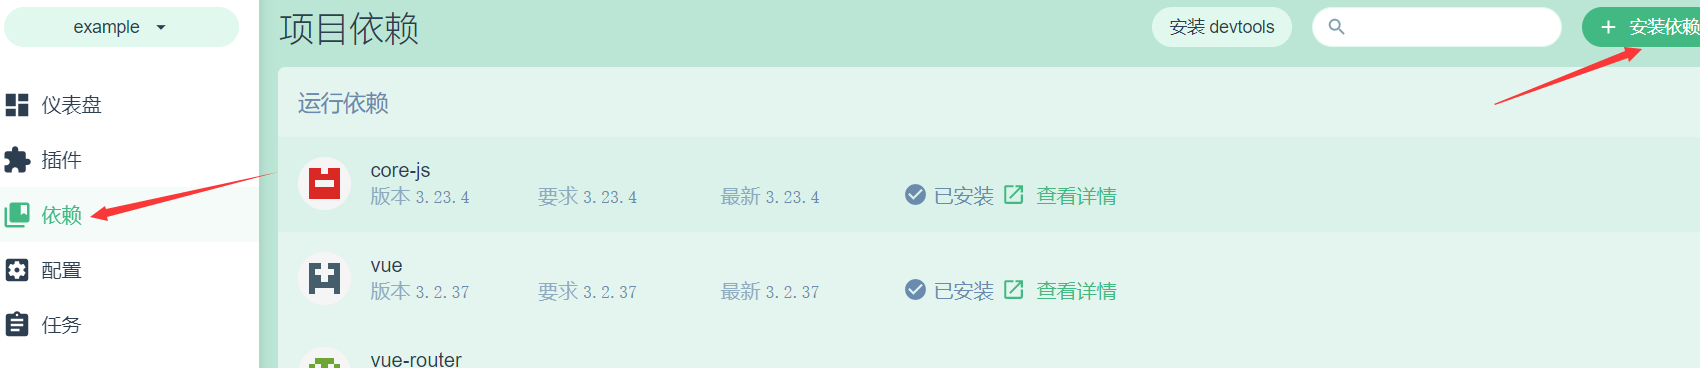 example
项目依赖
安装 devtools
安装依赖
仪表盘
插件
依赖
配置
任务
运行依赖
core-js
版本 3.23.4 要求 3.23.4 最新 3.23.4 已安装 查看详情
vue
版本 3.2.37 要求 3.2.37 最新 3.2.37 已安装 查看详情
vue-router